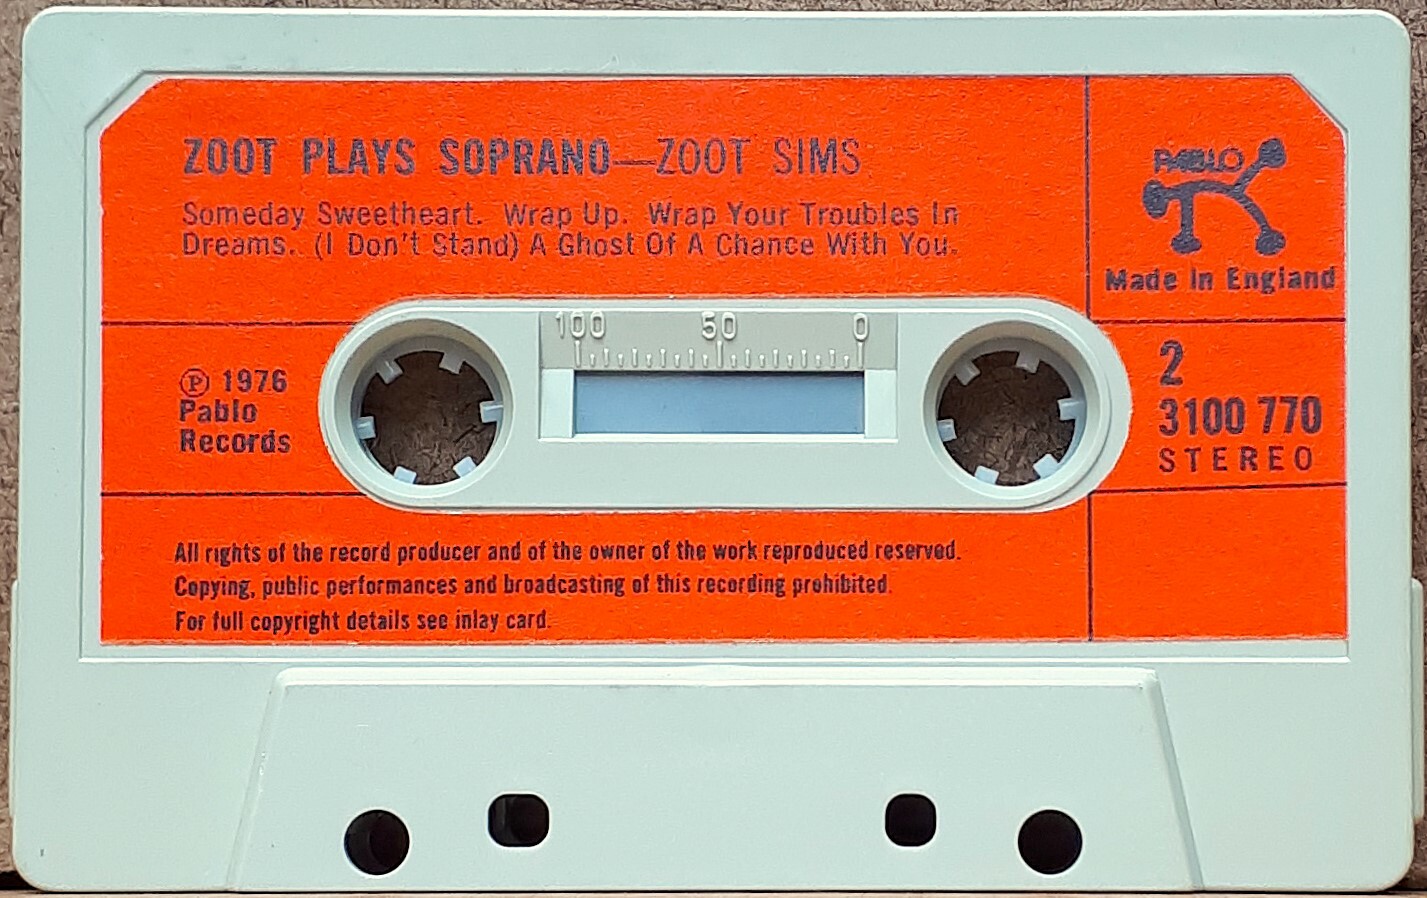 ZOOT PLAYS SOPRANO—ZOOT SIMS
Someday Sweetheart. Wrap Up. Wrap Your Troubles In
Dreams. (I Don't Stand) A Ghost Of A Chance With You.
PABLO
Made in England
100 50 0
℗ 1976
Pablo
Records
2
3100 770
STEREO
All rights of the record producer and of the owner of the work reproduced reserved.
Copying, public performances and broadcasting of this recording prohibited.
For full copyright details see inlay card.